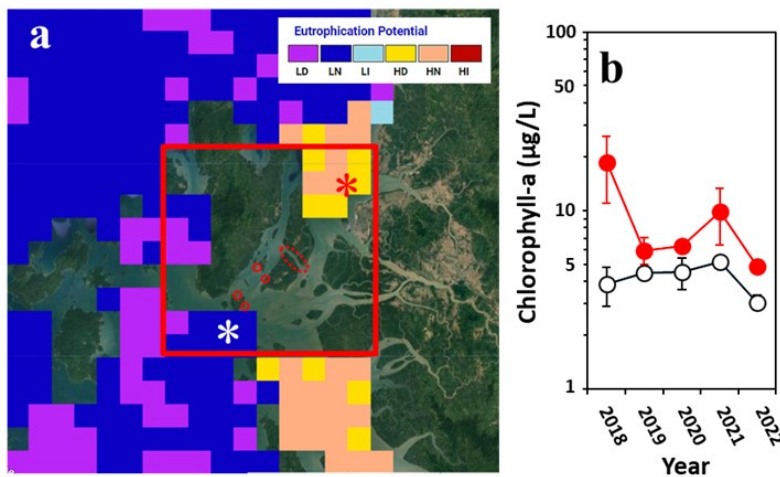 a
Eutrophication Potential
LD LN LI HD HN HI
b
Chlorophyll-a (µg/L)
100
10
5
1
2018 2019 2020 2021 2022
Year